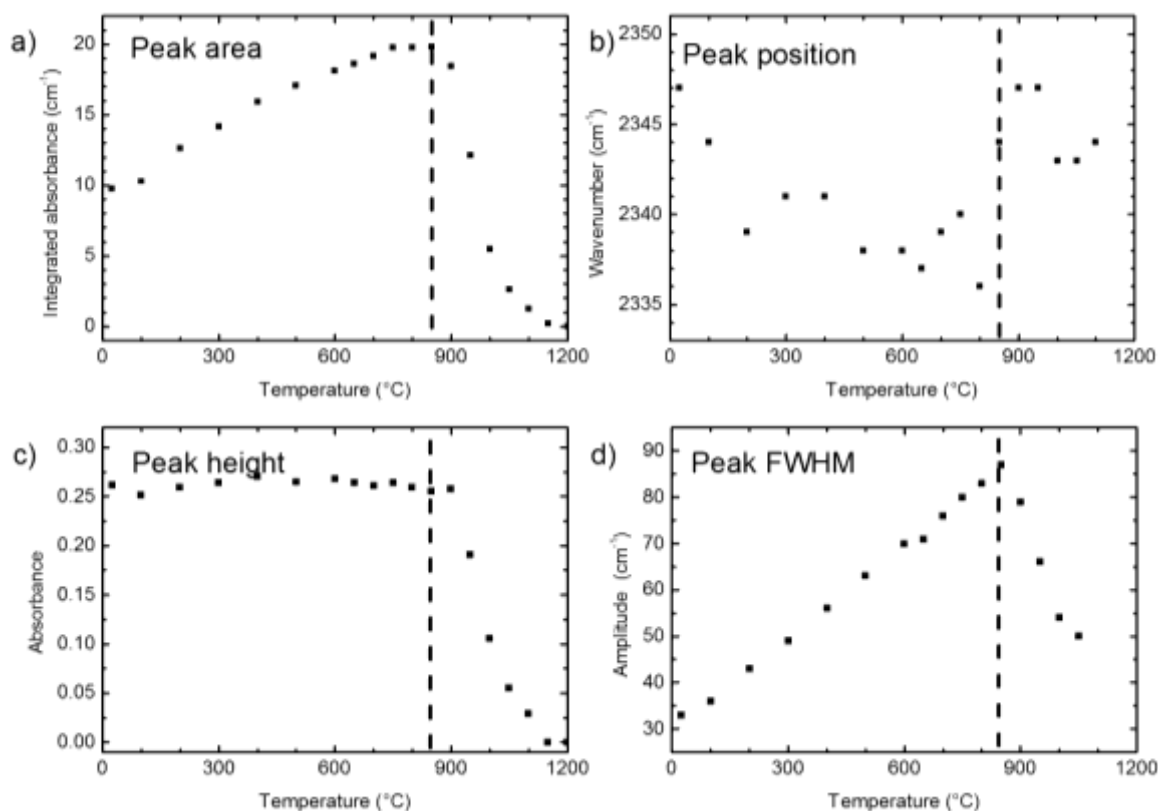 a) Peak area
20
15
10
5
0
Integrated absorbance (cm⁻¹)
0 300 600 900 1200
Temperature (°C)
b) Peak position
2350
2345
2340
2335
Wavenumber (cm⁻¹)
0 300 600 900 1200
Temperature (°C)
c) Peak height
0.30
0.25
0.20
0.15
0.10
0.05
0.00
Absorbance
0 300 600 900 1200
Temperature (°C)
d) Peak FWHM
90
80
70
60
50
40
30
Amplitude (cm⁻¹)
0 300 600 900 1200
Temperature (°C)